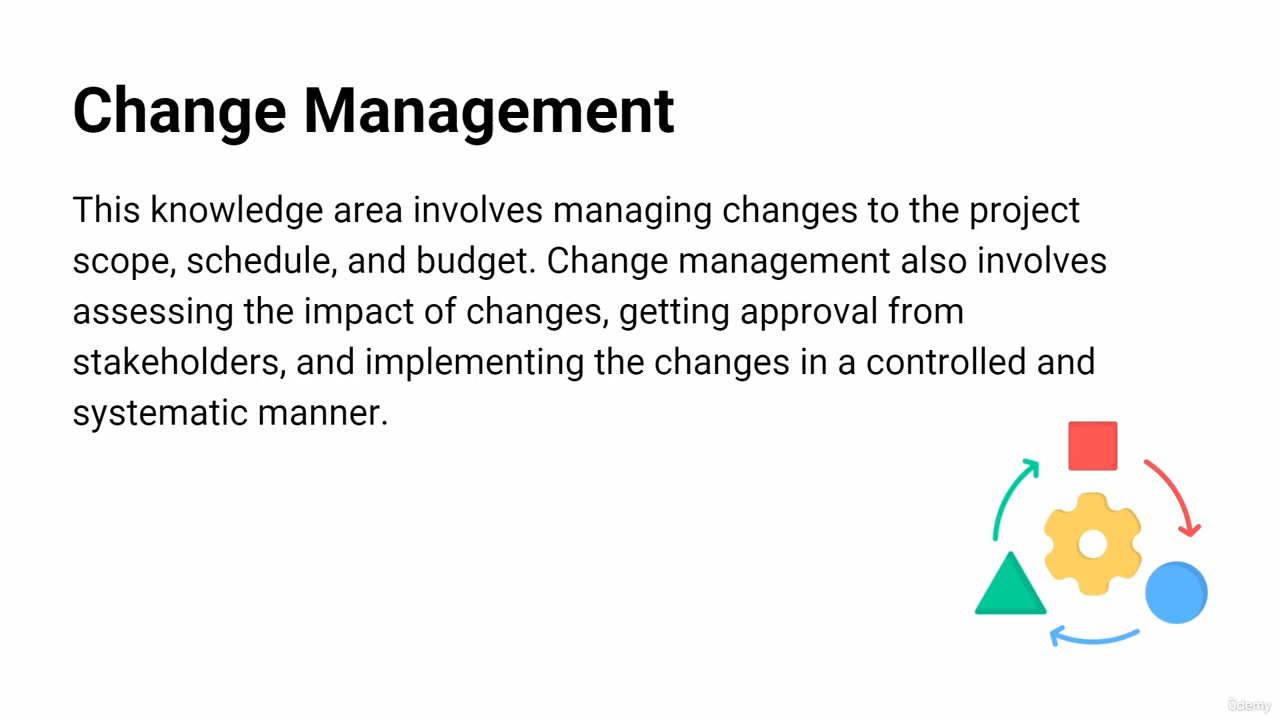 Change Management
This knowledge area involves managing changes to the project
scope, schedule, and budget. Change management also involves
assessing the impact of changes, getting approval from
stakeholders, and implementing the changes in a controlled and
systematic manner.
ûdemy